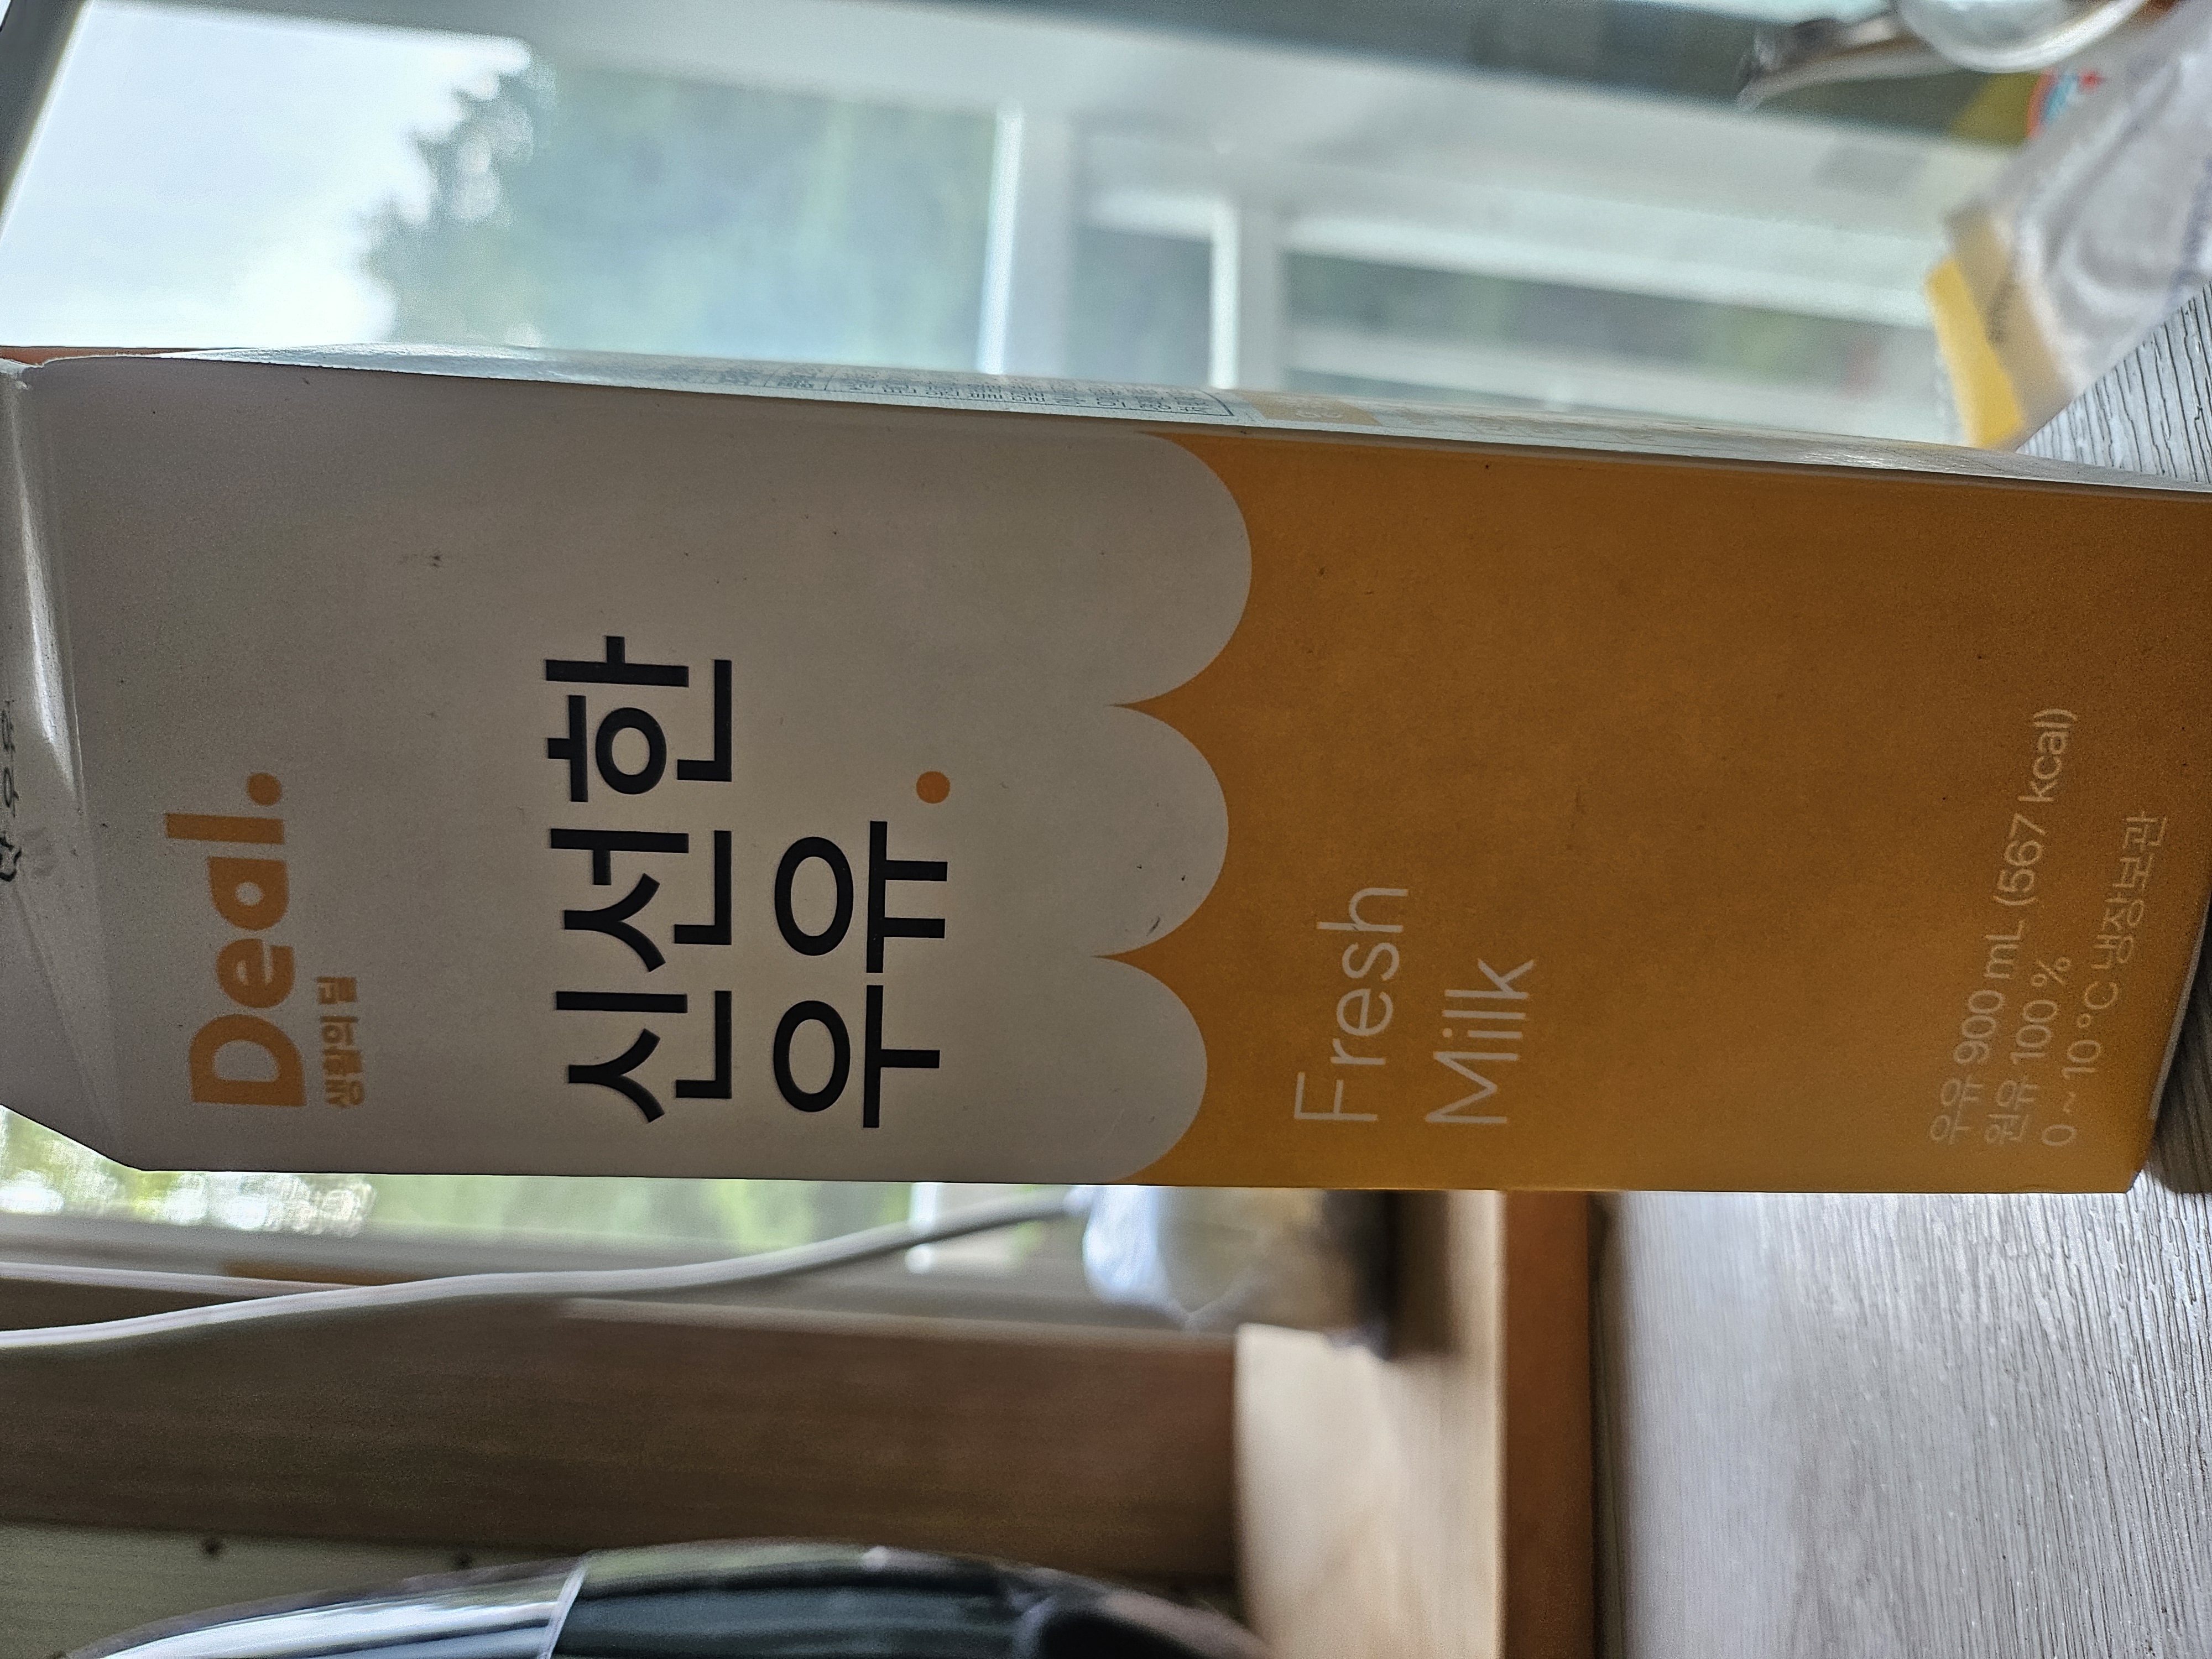 Deal.
생활의 딜
신선한
우유.
Fresh
Milk
우유 900 mL (567 kcal)
원유 100 %
0 ~ 10 °C 냉장보관